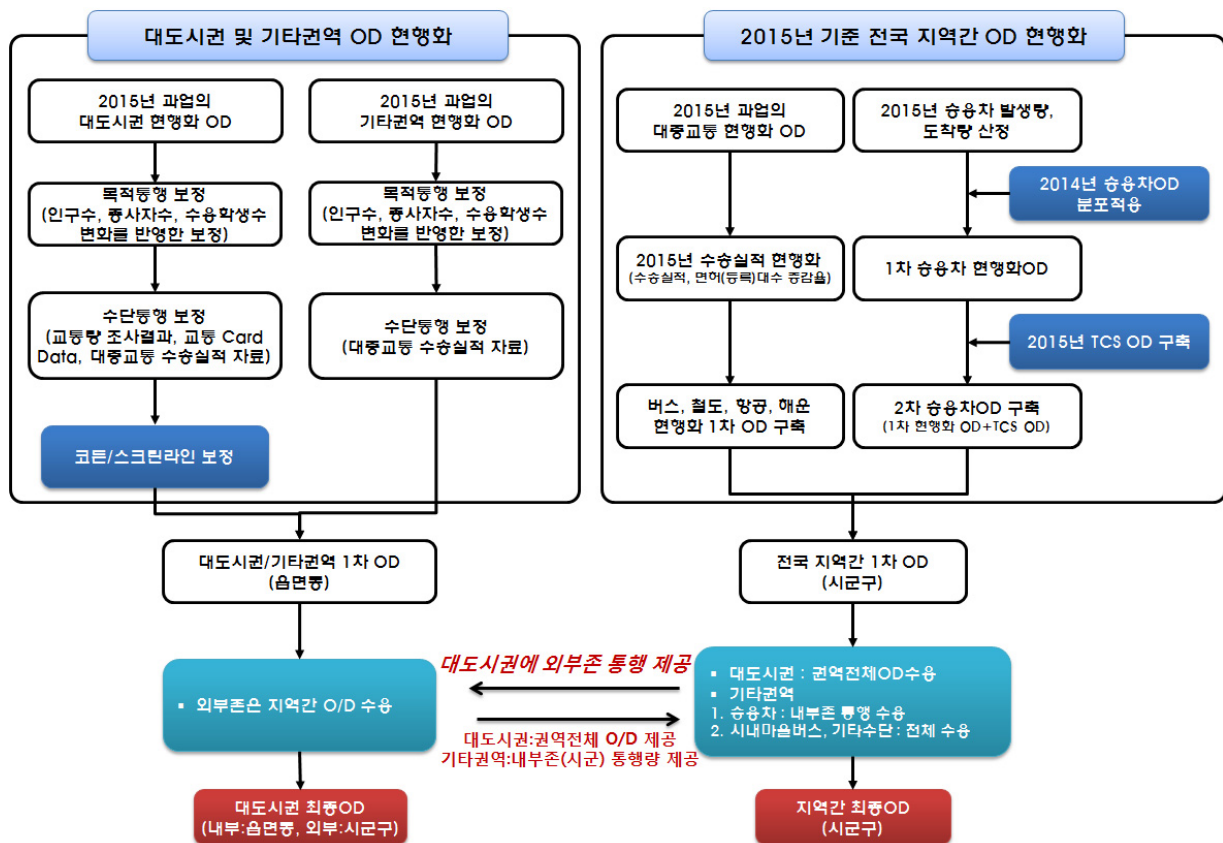 대도시권 및 기타권역 OD 현행화
2015년 과업의
대도시권 현행화 OD
2015년 과업의
기타권역 현행화 OD
목적통행 보정
(인구수, 종사자수, 수용학생수
변화를 반영한 보정)
목적통행 보정
(인구수, 종사자수, 수용학생수
변화를 반영한 보정)
수단통행 보정
(교통량 조사결과, 교통 Card
Data, 대중교통 수송실적 자료)
수단통행 보정
(대중교통 수송실적 자료)
코든/스크린라인 보정
2015년 기준 전국 지역간 OD 현행화
2015년 과업의
대중교통 현행화 OD
2015년 승용차 발생량,
도착량 산정
2014년 승용차OD
분포적용
2015년 수송실적 현행화
(수송실적, 면허(등록)대수 증감율)
1차 승용차 현행화OD
2015년 TCS OD 구축
버스, 철도, 항공, 해운
현행화 1차 OD 구축
2차 승용차OD 구축
(1차 현행화 OD+TCS OD)
대도시권/기타권역 1차 OD
(읍면동)
전국 지역간 1차 OD
(시군구)
▪ 외부존은 지역간 O/D 수용
대도시권에 외부존 통행 제공
대도시권:권역전체 O/D 제공
기타권역:내부존(시군) 통행량 제공
▪ 대도시권 : 권역전체OD수용
▪ 기타권역
1. 승용차 : 내부존 통행 수용
2. 시내마을버스, 기타수단 : 전체 수용
대도시권 최종OD
(내부:읍면동, 외부:시군구)
지역간 최종OD
(시군구)